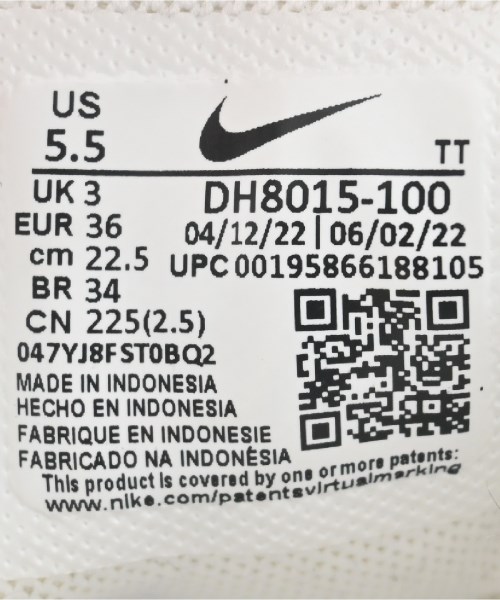 US
5.5
TT
UK 3
DH8015-100
EUR 36
04/12/22 | 06/02/22
cm 22.5
UPC 00195866188105
BR 34
CN 225(2.5)
047YJ8FST0BQ2
MADE IN INDONESIA
HECHO EN INDONESIA
FABRIQUE EN INDONESIE
FABRICADO NA INDONÉSIA
This product is covered by one or more patents:
www.nike.com/patentsvirtualmarking